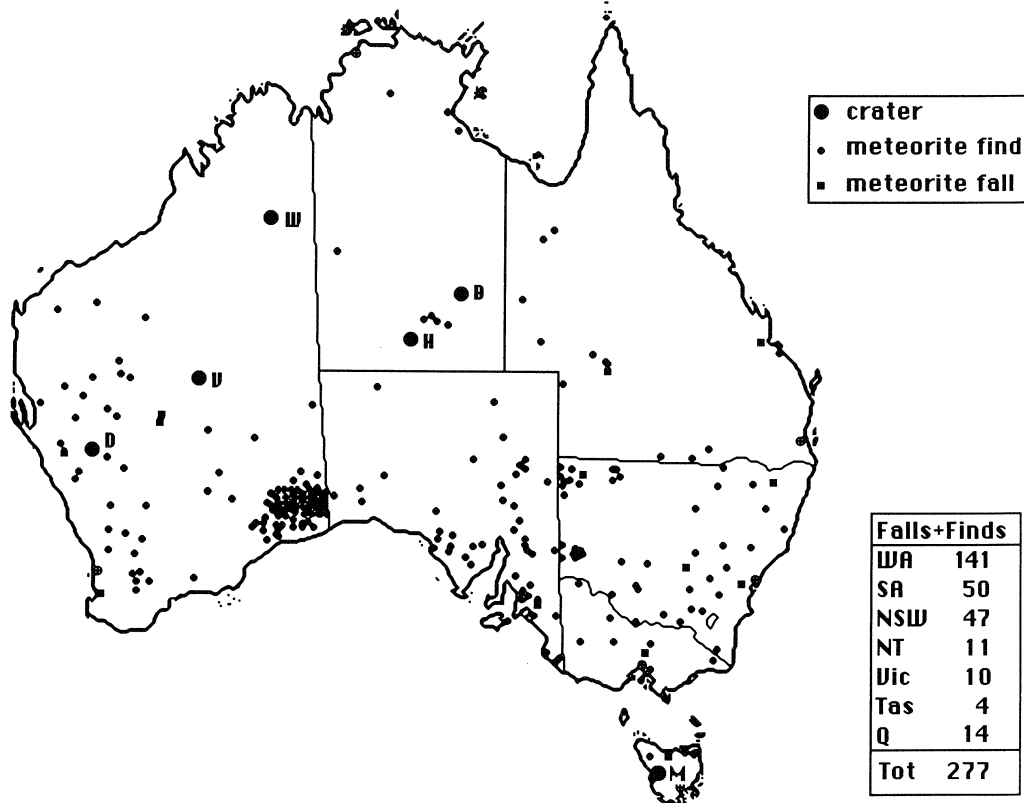 crater
meteorite find
meteorite fall
W
B
H
V
D
M
Falls+Finds
WA 141
SA 50
NSW 47
NT 11
Vic 10
Tas 4
Q 14
Tot 277